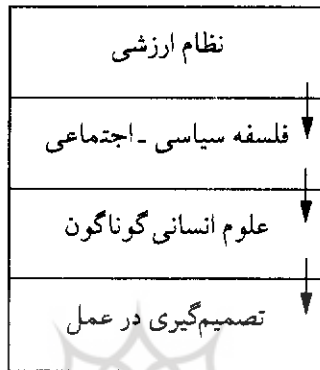 نظام ارزشی
فلسفه سیاسی ـ اجتماعی
علوم انسانی گوناگون
تصمیم‌گیری در عمل